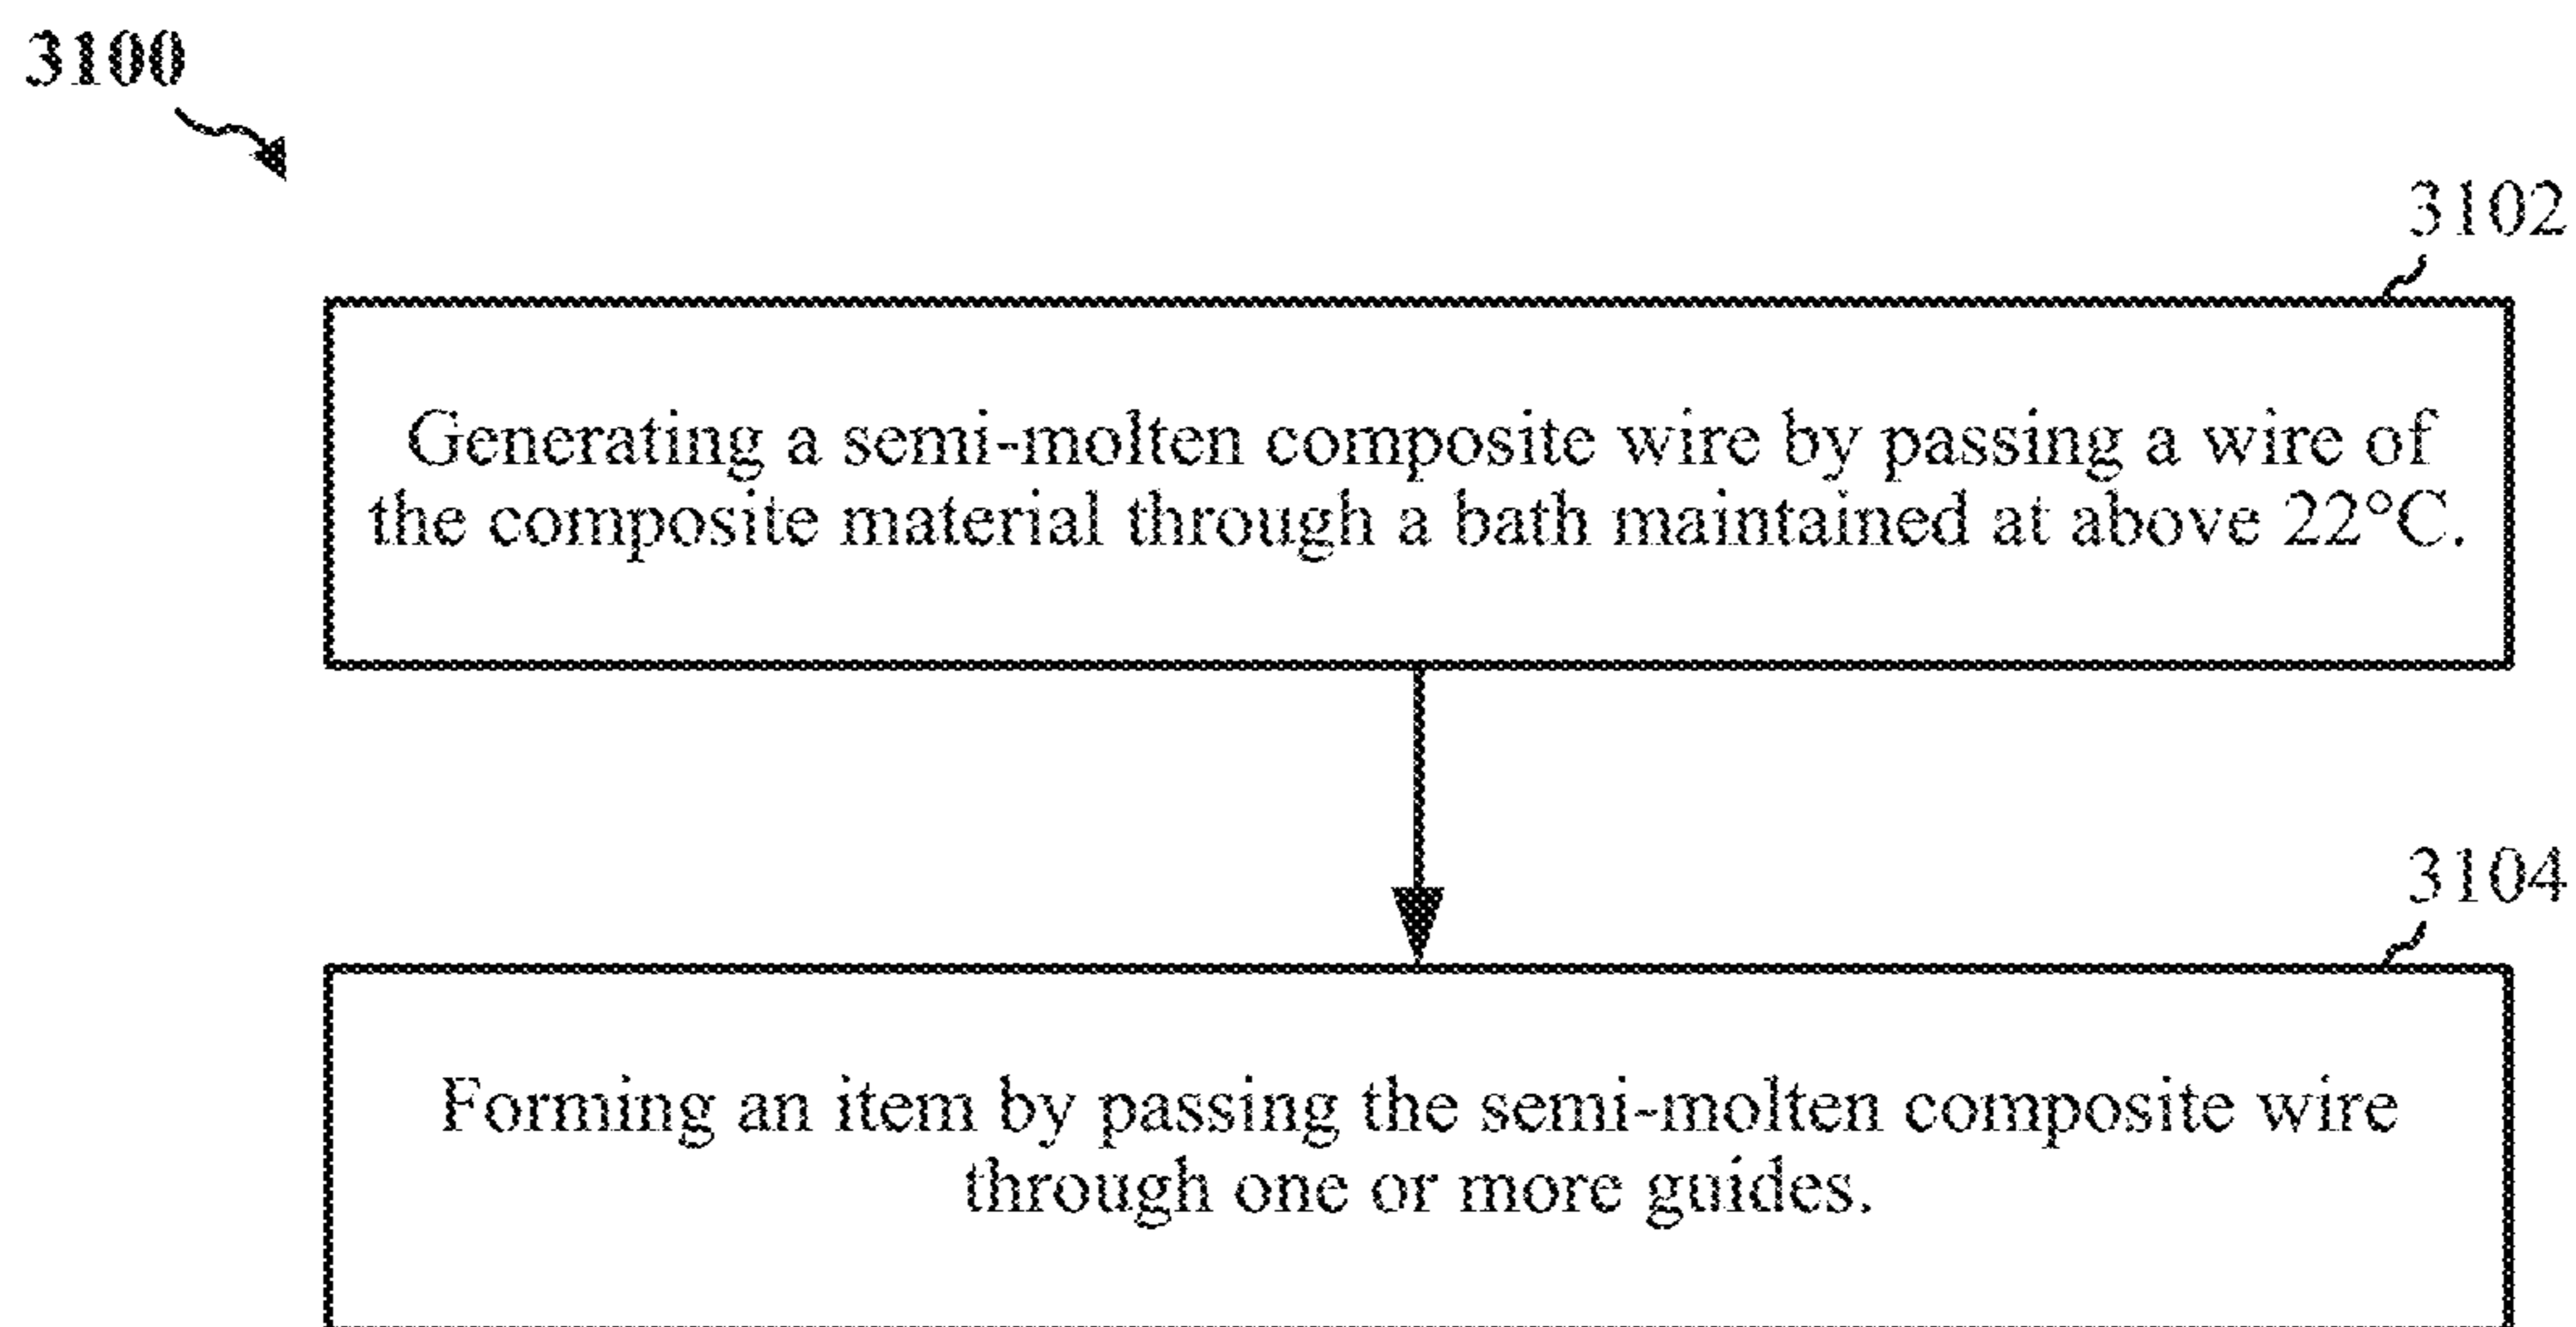 3100
3102
Generating a semi-molten composite wire by passing a wire of
the composite material through a bath maintained at above 22°C.
3104
Forming an item by passing the semi-molten composite wire
through one or more guides.